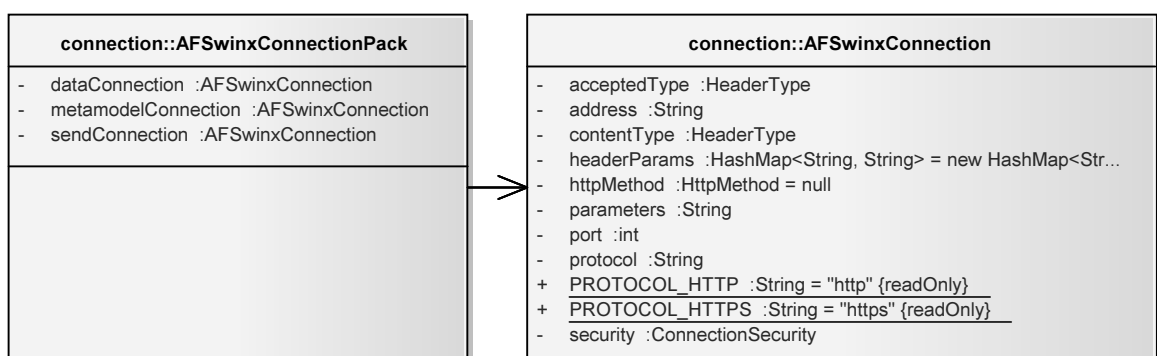 connection::AFSwinxConnectionPack
- dataConnection :AFSwinxConnection
- metamodelConnection :AFSwinxConnection
- sendConnection :AFSwinxConnection
connection::AFSwinxConnection
- acceptedType :HeaderType
- address :String
- contentType :HeaderType
- headerParams :HashMap<String, String> = new HashMap<Str...
- httpMethod :HttpMethod = null
- parameters :String
- port :int
- protocol :String
+ PROTOCOL_HTTP :String = "http" {readOnly}
+ PROTOCOL_HTTPS :String = "https" {readOnly}
- security :ConnectionSecurity